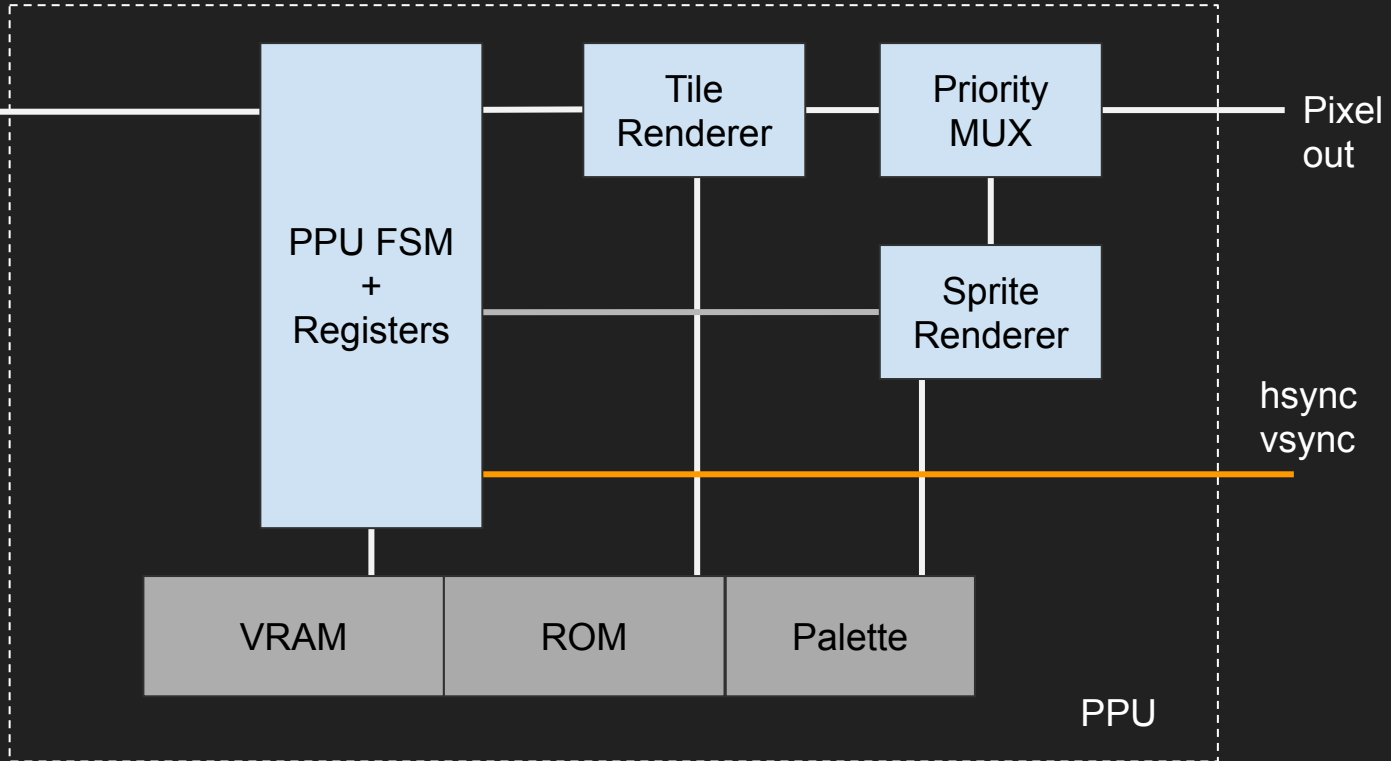 Tile
Renderer
Priority
MUX
Pixel
out
PPU FSM
+
Registers
Sprite
Renderer
hsync
vsync
VRAM
ROM
Palette
PPU